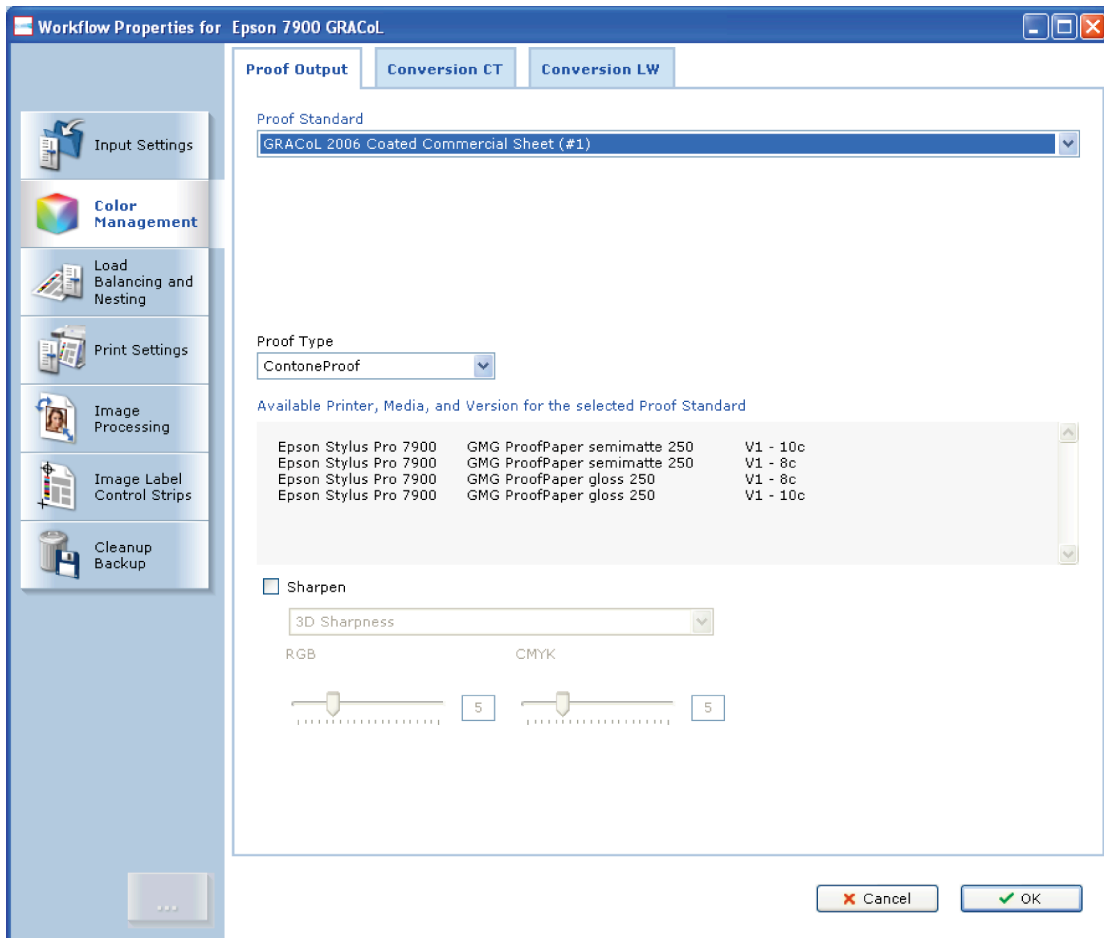 Workflow Properties for Epson 7900 GRACoL
Input Settings
Color
Management
Load
Balancing and
Nesting
Print Settings
Image
Processing
Image Label
Control Strips
Cleanup
Backup
...
Proof Output Conversion CT Conversion LW
Proof Standard
GRACoL 2006 Coated Commercial Sheet (#1)
Proof Type
ContoneProof
Available Printer, Media, and Version for the selected Proof Standard
Epson Stylus Pro 7900 GMG ProofPaper semimatte 250 V1 - 10c
Epson Stylus Pro 7900 GMG ProofPaper semimatte 250 V1 - 8c
Epson Stylus Pro 7900 GMG ProofPaper gloss 250 V1 - 8c
Epson Stylus Pro 7900 GMG ProofPaper gloss 250 V1 - 10c
Sharpen
3D Sharpness
RGB CMYK
5 5
Cancel OK